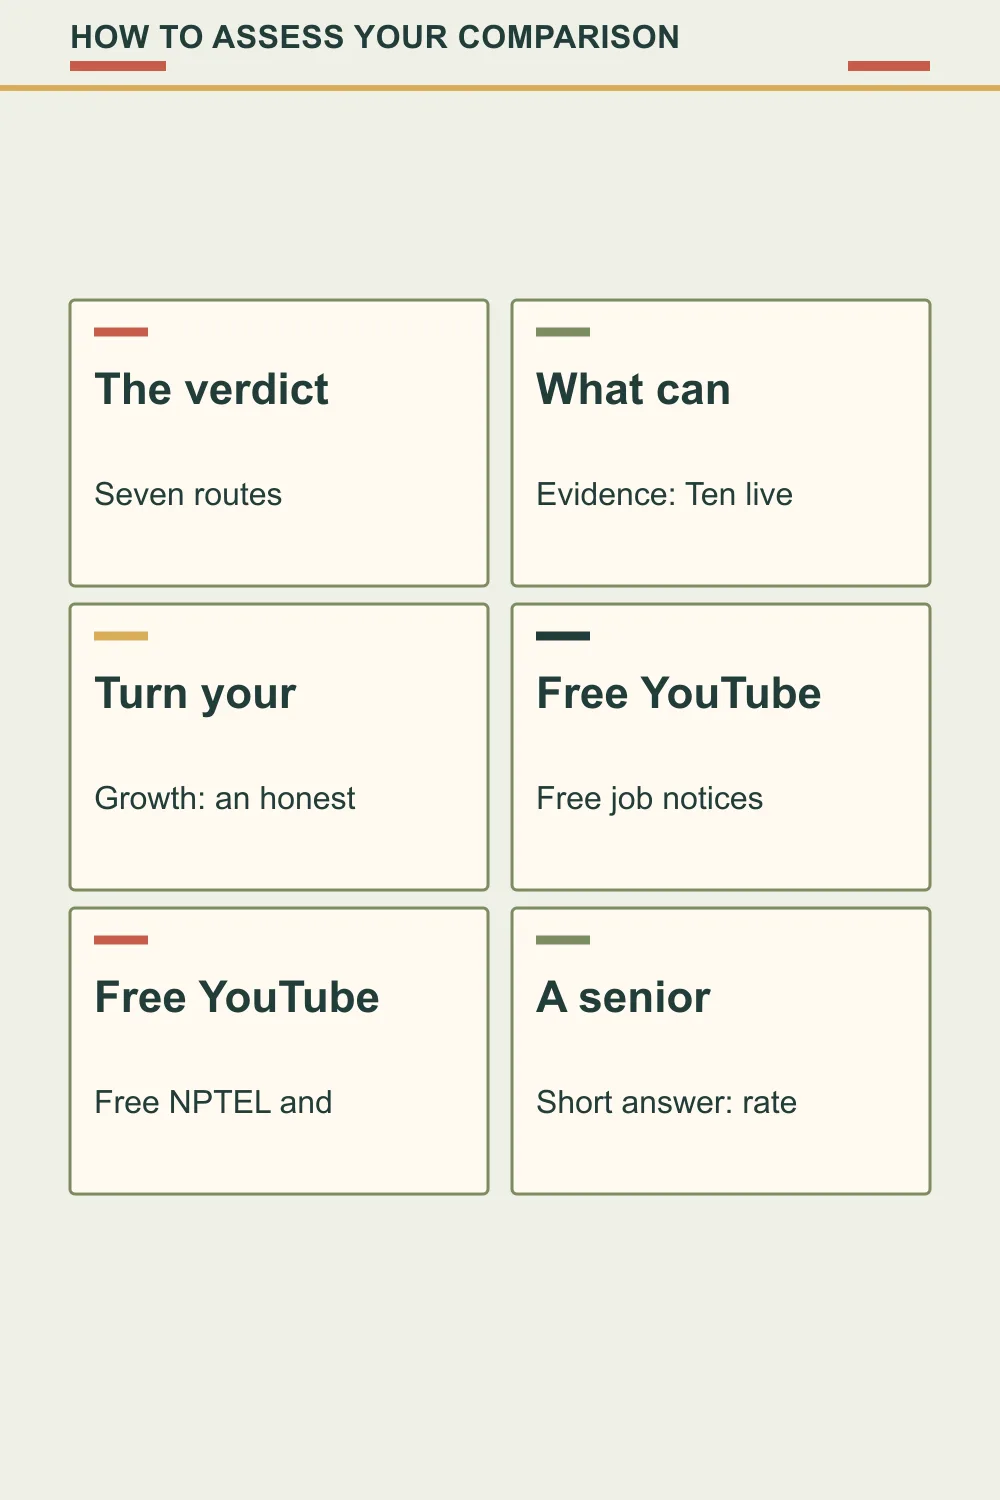 HOW TO ASSESS YOUR COMPARISON
The verdict
Seven routes
What can
Evidence: Ten live
Turn your
Growth: an honest
Free YouTube
Free job notices
Free YouTube
Free NPTEL and
A senior
Short answer: rate